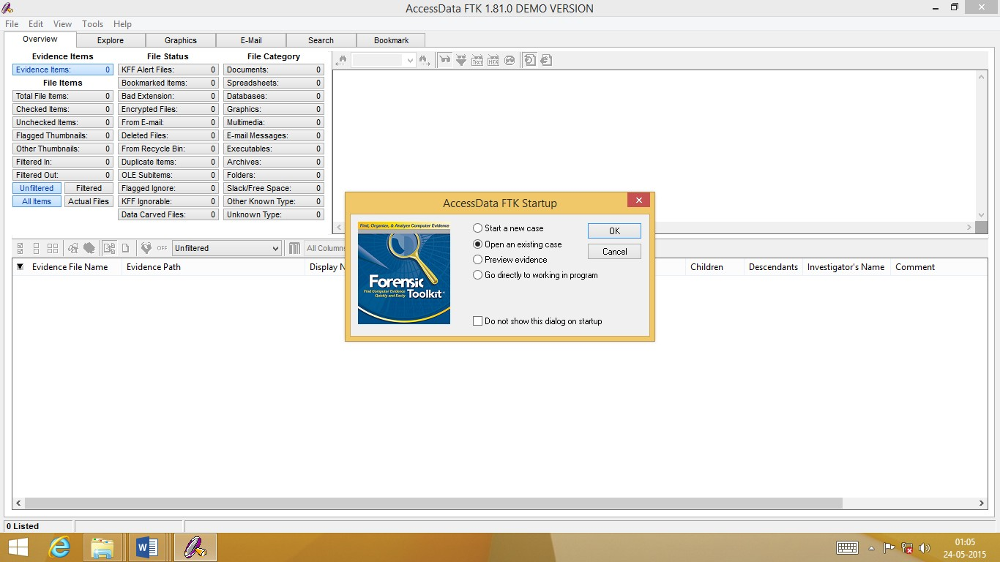 AccessData FTK 1.81.0 DEMO VERSION
File Edit View Tools Help
Overview Explore Graphics E-Mail Search Bookmark
Evidence Items File Status File Category
Evidence Items: 0 KFF Alert Files: 0 Documents: 0
File Items Bookmarked Items: 0 Spreadsheets: 0
Total File Items: 0 Bad Extension: 0 Databases: 0
Checked Items: 0 Encrypted Files: 0 Graphics: 0
Unchecked Items: 0 From E-mail: 0 Multimedia: 0
Flagged Thumbnails: 0 Deleted Files: 0 E-mail Messages: 0
Other Thumbnails: 0 From Recycle Bin: 0 Executables: 0
Filtered In: 0 Duplicate Items: 0 Archives: 0
Filtered Out: 0 OLE Subitems: 0 Folders: 0
Unfiltered Filtered Flagged Ignore: 0 Slack/Free Space: 0
All Items Actual Files KFF Ignorable: 0 Other Known Type: 0
Data Carved Files: 0 Unknown Type: 0
TEXT HEX
AccessData FTK Startup
Find, Organize, & Analyze Computer Evidence
Forensic
Toolkit
Find Computer Evidence
Quickly and Easily
Start a new case
Open an existing case
Preview evidence
Go directly to working in program
Do not show this dialog on startup
OK
Cancel
OFF Unfiltered All Column
Evidence File Name Evidence Path Display N Children Descendants Investigator's Name Comment
0 Listed
01:05
24-05-2015